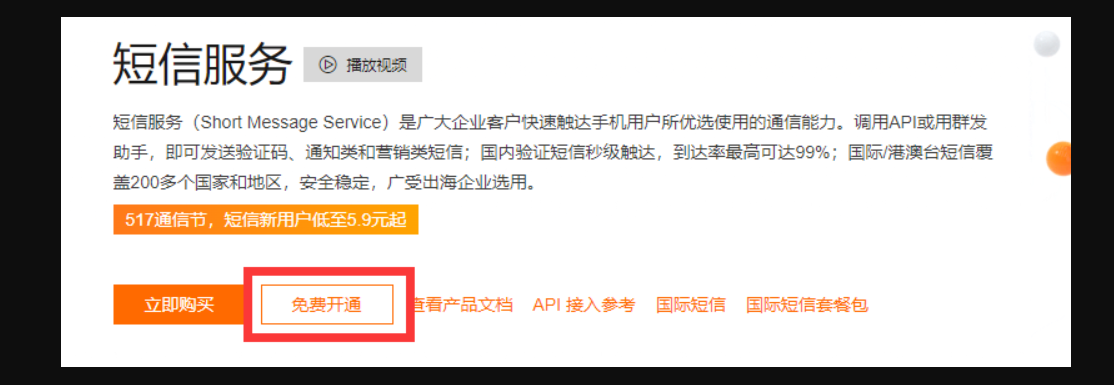 短信服务 播放视频
短信服务（Short Message Service）是广大企业客户快速触达手机用户所优选使用的通信能力。调用API或用群发
助手，即可发送验证码、通知类和营销类短信；国内验证短信秒级触达，到达率最高可达99%；国际/港澳台短信覆
盖200多个国家和地区，安全稳定，广受出海企业选用。
517通信节，短信新用户低至5.9元起
立即购买 免费开通 查看产品文档 API 接入参考 国际短信 国际短信套餐包